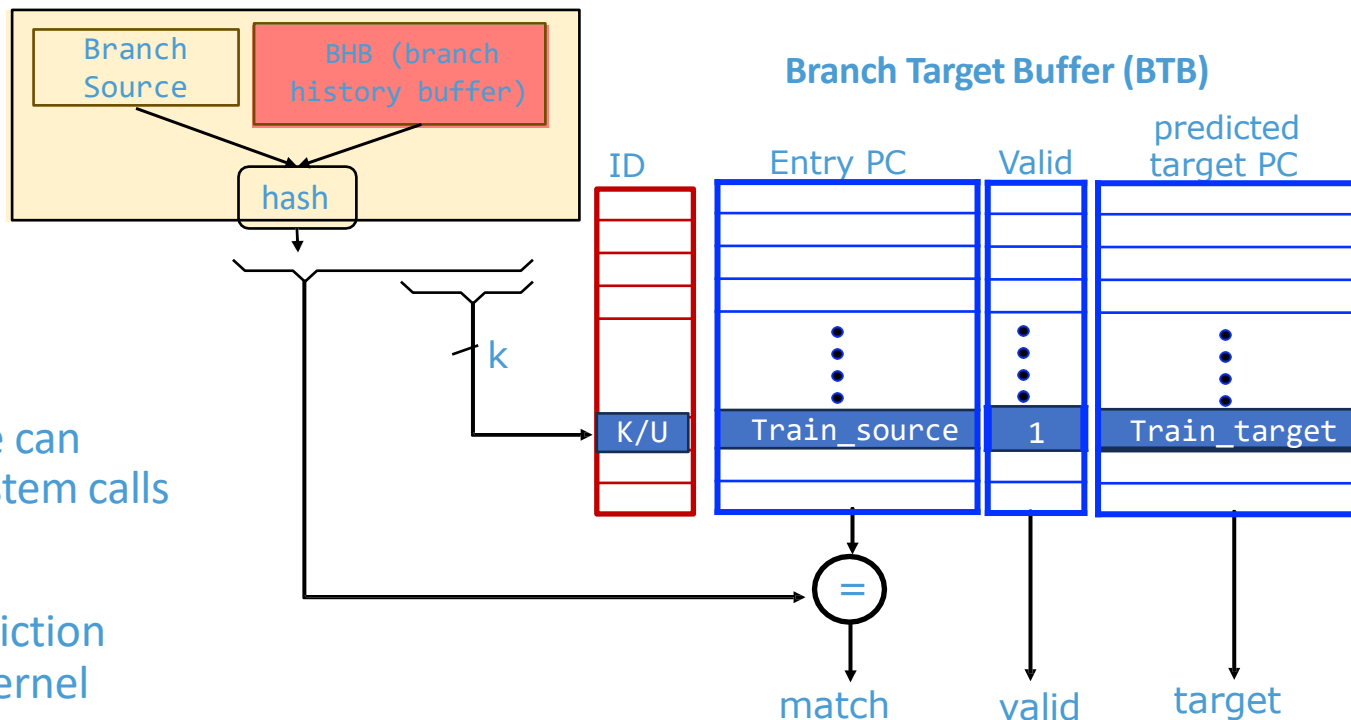 Branch
Source
BHB (branch
history buffer)
hash
Branch Target Buffer (BTB)
ID
Entry PC
Valid
predicted
target PC
k
K/U
Train_source
1
Train_target
e can
stem calls
iction
ernel
=
match
valid
target